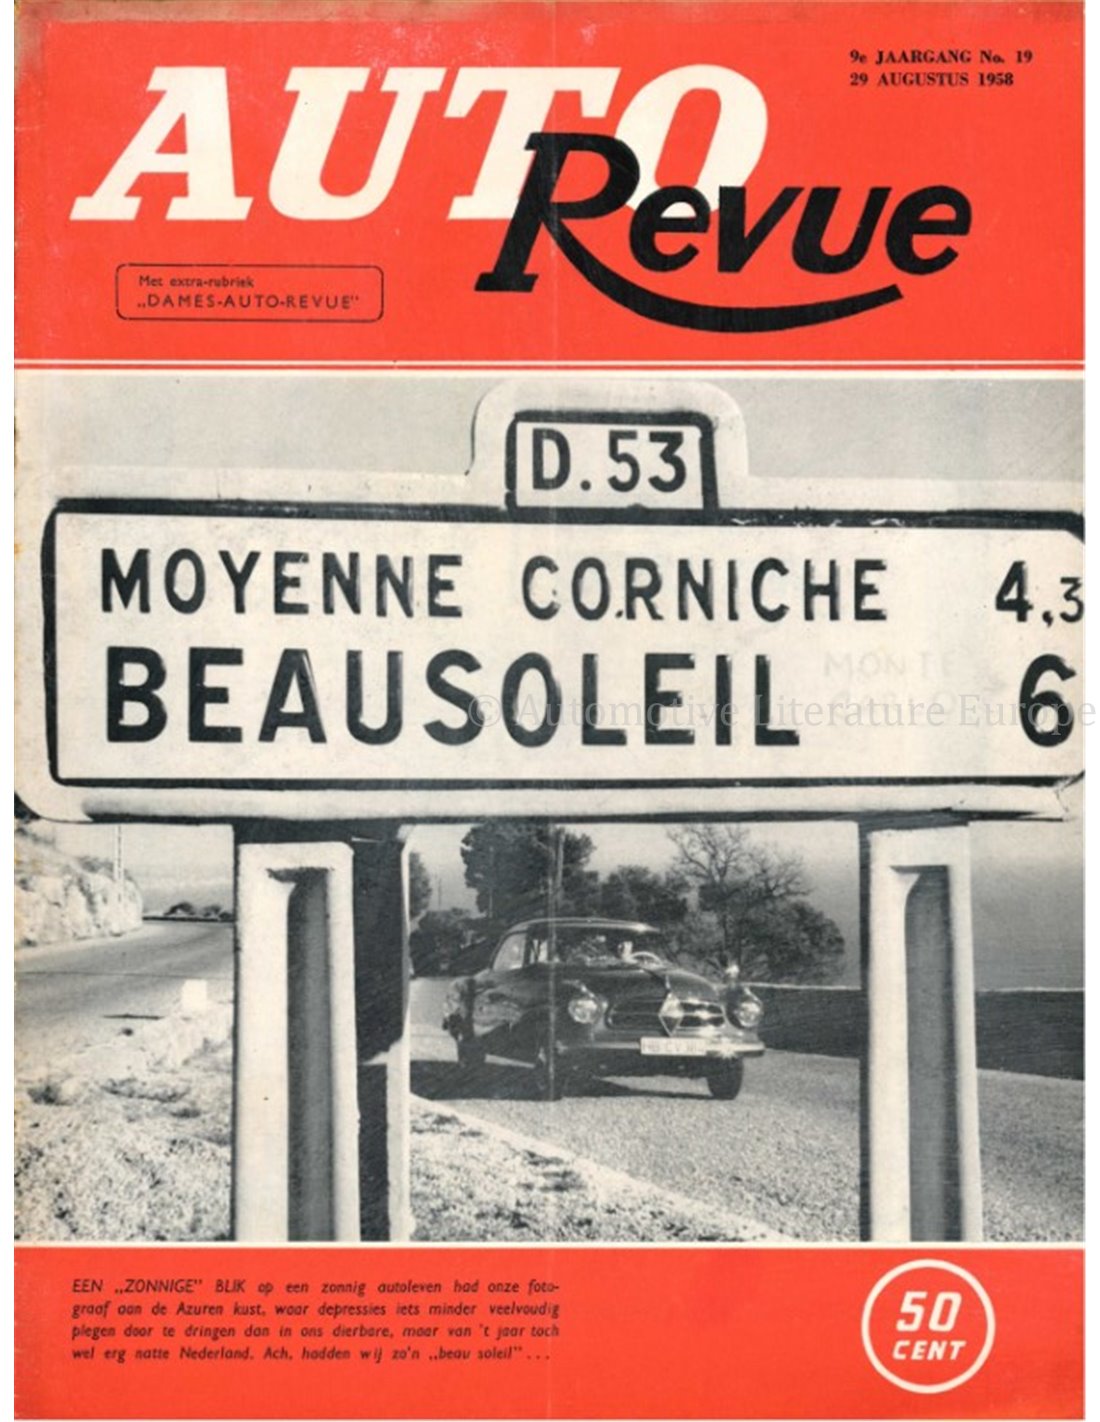 9e JAARGANG No. 19
29 AUGUSTUS 1958
AUTO
Revue
Met extra-rubriek
„DAMES-AUTO-REVUE"
D.53
MOYENNE CORNICHE 4,3
BEAUSOLEIL 6
MONTE
© Automotive Literature Europe
EEN „ZONNIGE" BLIK op een zonnig autoleven had onze foto-
graaf aan de Azuren kust, waar depressies iets minder veelvoudig
plegen door te dringen dan in ons dierbare, maar van 't jaar toch
wel erg natte Nederland. Ach, hadden wij zo'n „beau soleil" ...
50
CENT